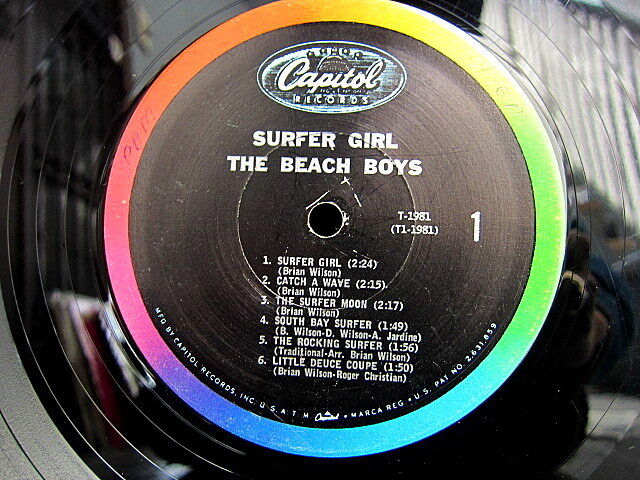 Capitol
RECORDS
SURFER GIRL
THE BEACH BOYS
T-1981
(T1-1981)
1
1. SURFER GIRL (2:24)
(Brian Wilson)
2. CATCH A WAVE (2:15)
(Brian Wilson)
3. THE SURFER MOON (2:17)
(Brian Wilson)
4. SOUTH BAY SURFER (1:49)
(B. Wilson-D. Wilson-A. Jardine)
5. THE ROCKING SURFER (1:56)
(Traditional-Arr. Brian Wilson)
6. LITTLE DEUCE COUPE (1:50)
(Brian Wilson-Roger Christian)
MFD BY CAPITOL RECORDS, INC. U.S.A. T.M. Capitol • MARCA REG • U.S. PAT. NO. 2,631,859